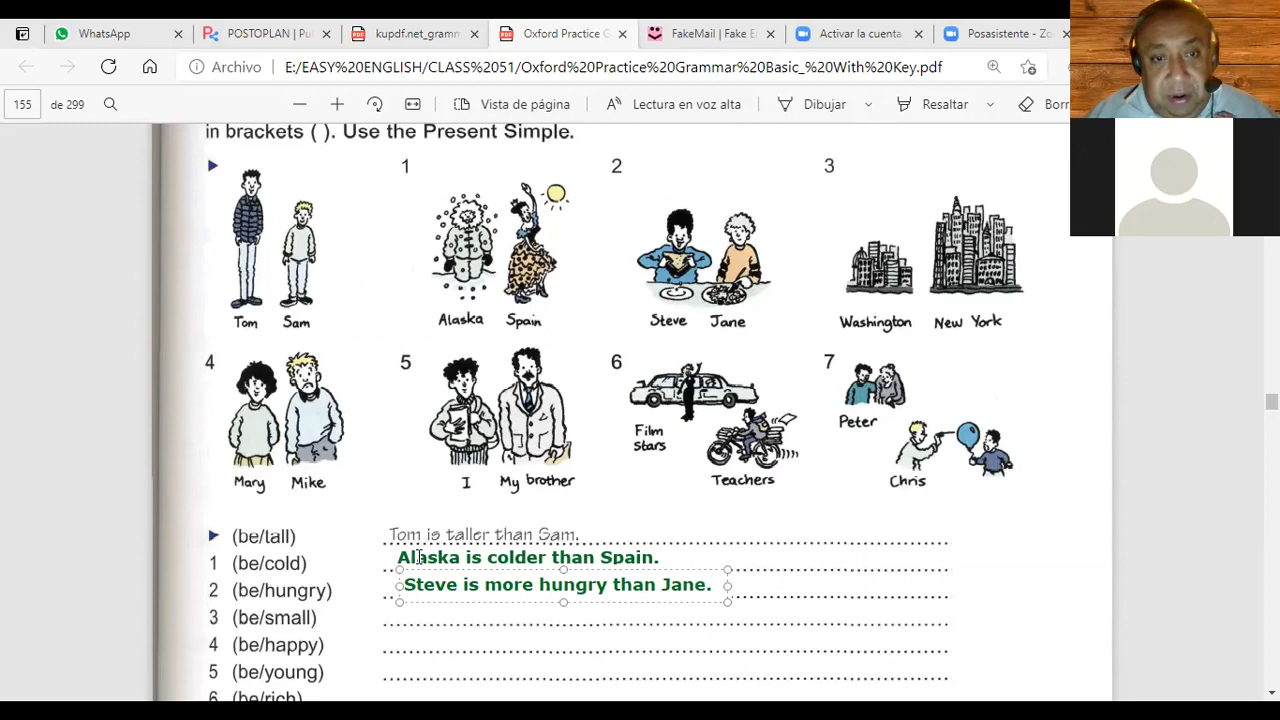 WhatsApp
POSTOPLAN | Pu
kupdf.net_gramm
Oxford Practice G
FakeMail | Fake E
Activar la cuenta
Posasistente - Zo
Archivo
E:/EASY%20ENGLISH/CLASS%2051/Oxford%20Practice%20Grammar%20Basic_%20With%20Key.pdf
155
de 299
Vista de página
Lectura en voz alta
Dibujar
Resaltar
Borr
in brackets ( ). Use the Present Simple.
1
2
3
Tom
Sam
Alaska
Spain
Steve
Jane
Washington
New York
4
5
6
7
Mary
Mike
I
My brother
Film
stars
Teachers
Peter
Chris
(be/tall) Tom is taller than Sam.
1 (be/cold) Alaska is colder than Spain.
2 (be/hungry) Steve is more hungry than Jane.
3 (be/small)
4 (be/happy)
5 (be/young)
6 (be/rich)